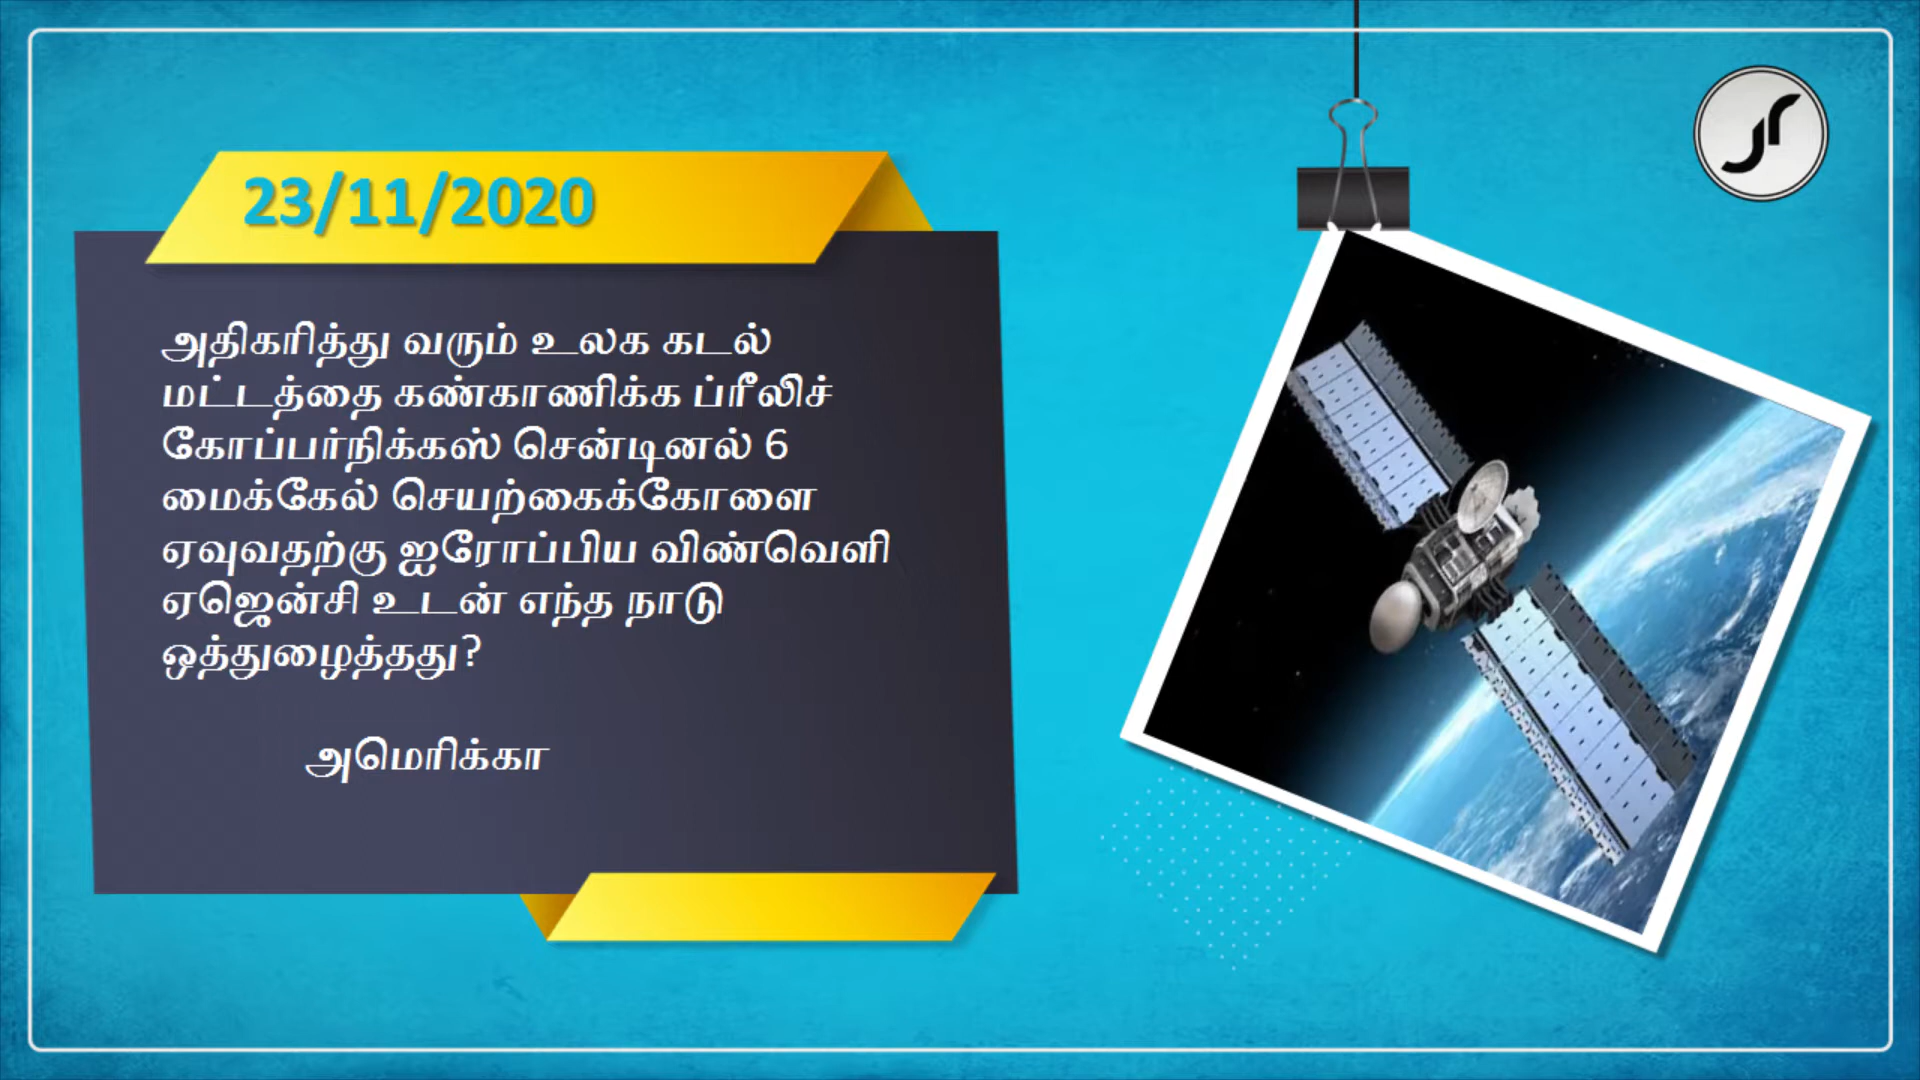 23/11/2020
அதிகரித்து வரும் உலக கடல்
மட்டத்தை கண்காணிக்க ப்ரீலிச்
கோப்பர்நிக்கஸ் சென்டினல் 6
மைக்கேல் செயற்கைக்கோளை
ஏவுவதற்கு ஐரோப்பிய விண்வெளி
ஏஜென்சி உடன் எந்த நாடு
ஒத்துழைத்தது?
அமெரிக்கா